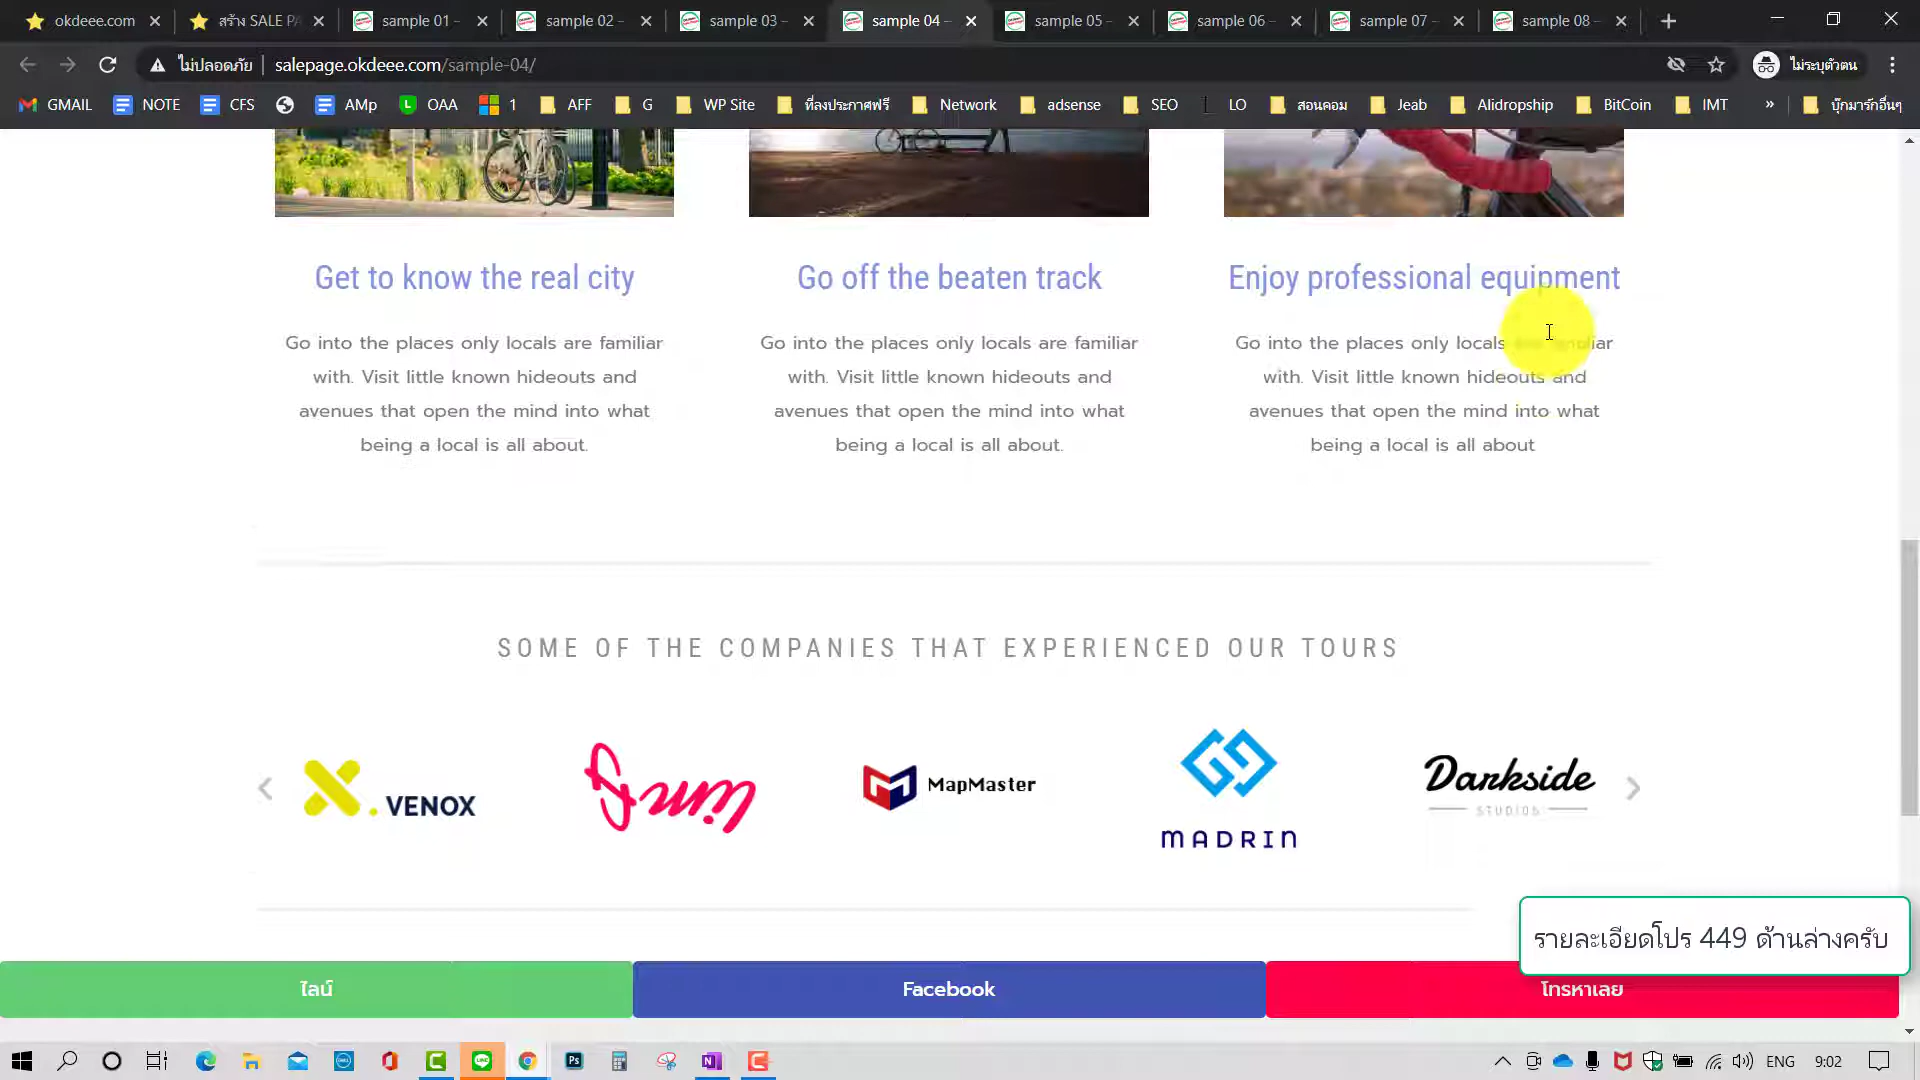 okdeee.com
สร้าง SALE PA
sample 01 –
sample 02 –
sample 03 –
sample 04 –
sample 05 –
sample 06 –
sample 07 –
sample 08 –
ไม่ปลอดภัย
salepage.okdeee.com/sample-04/
ไม่ระบุตัวตน
GMAIL
NOTE
CFS
AMp
OAA
1
AFF
G
WP Site
ที่ลงประกาศฟรี
Network
adsense
SEO
LO
สอนคอม
Jeab
Alidropship
BitCoin
IMT
»
บุ๊กมาร์กอื่นๆ
Get to know the real city
Go into the places only locals are familiar
with. Visit little known hideouts and
avenues that open the mind into what
being a local is all about.
Go off the beaten track
Go into the places only locals are familiar
with. Visit little known hideouts and
avenues that open the mind into what
being a local is all about.
Enjoy professional equipment
Go into the places only locals are familiar
with. Visit little known hideouts and
avenues that open the mind into what
being a local is all about
SOME OF THE COMPANIES THAT EXPERIENCED OUR TOURS
VENOX
MapMaster
MADRIN
Darkside
STUDIOS
รายละเอียดโปร 449 ด้านล่างครับ
ไลน์
Facebook
โทรหาเลย
ENG
9:02